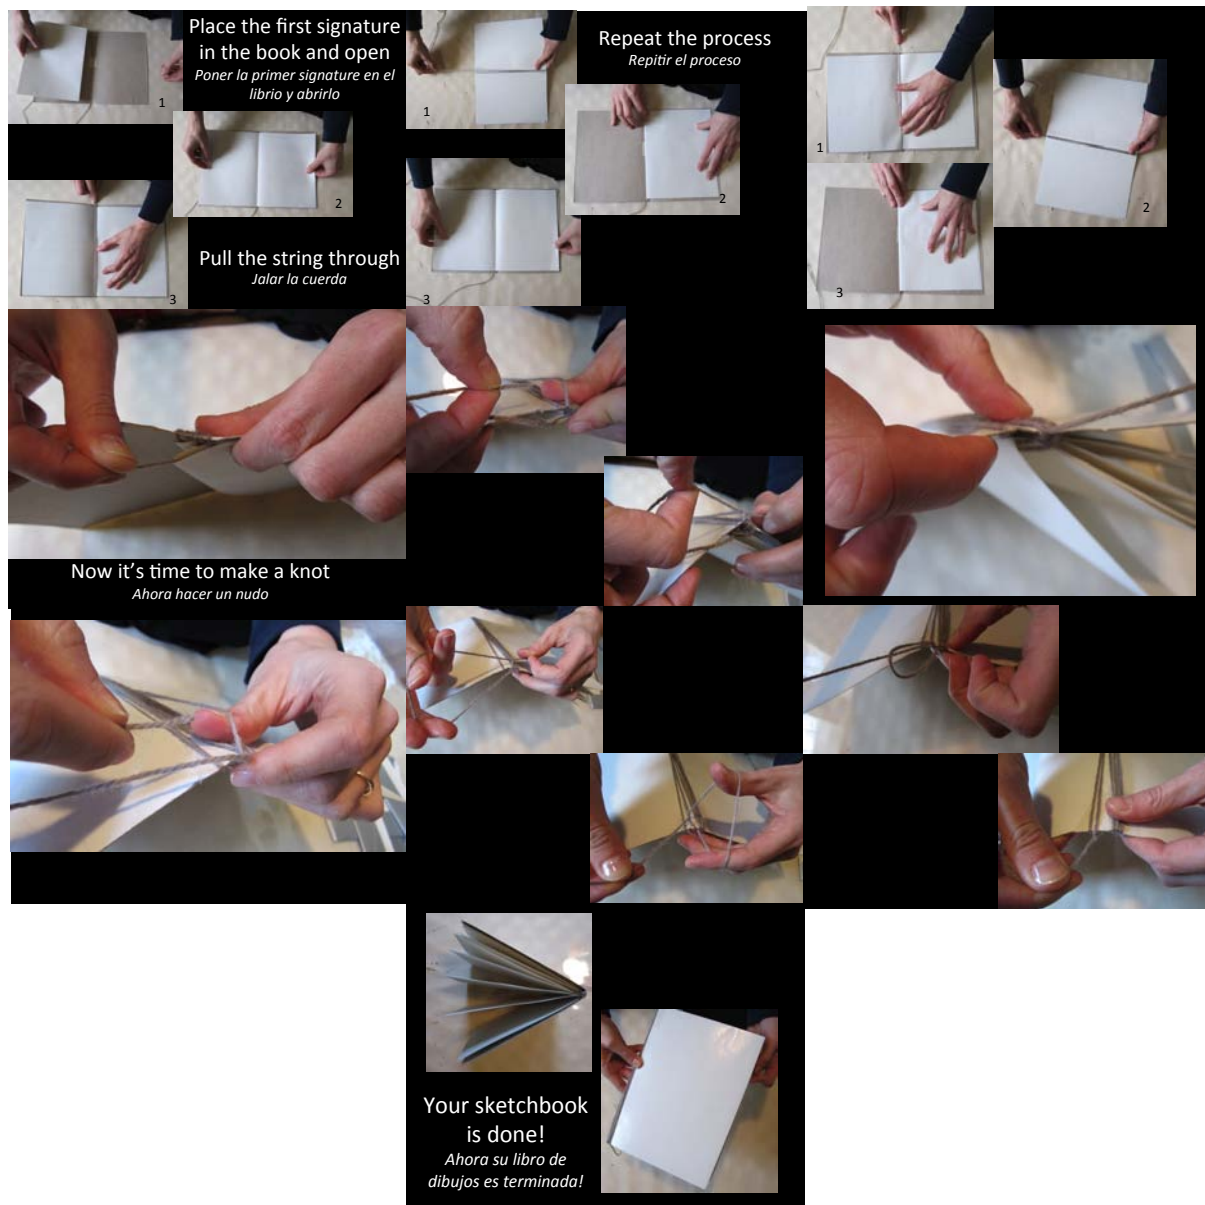 Place the first signature
in the book and open
Poner la primer signature en el
librio y abrirlo
1
2
Pull the string through
Jalar la cuerda
3
Repeat the process
Repitir el proceso
1
2
3
1
2
3
Now it's time to make a knot
Ahora hacer un nudo
Your sketchbook
is done!
Ahora su libro de
dibujos es terminada!